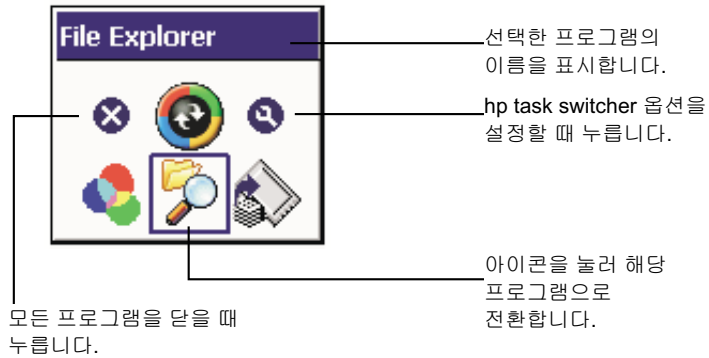 File Explorer
선택한 프로그램의
이름을 표시합니다.
hp task switcher 옵션을
설정할 때 누릅니다.
아이콘을 눌러 해당
프로그램으로
전환합니다.
모든 프로그램을 닫을 때
누릅니다.